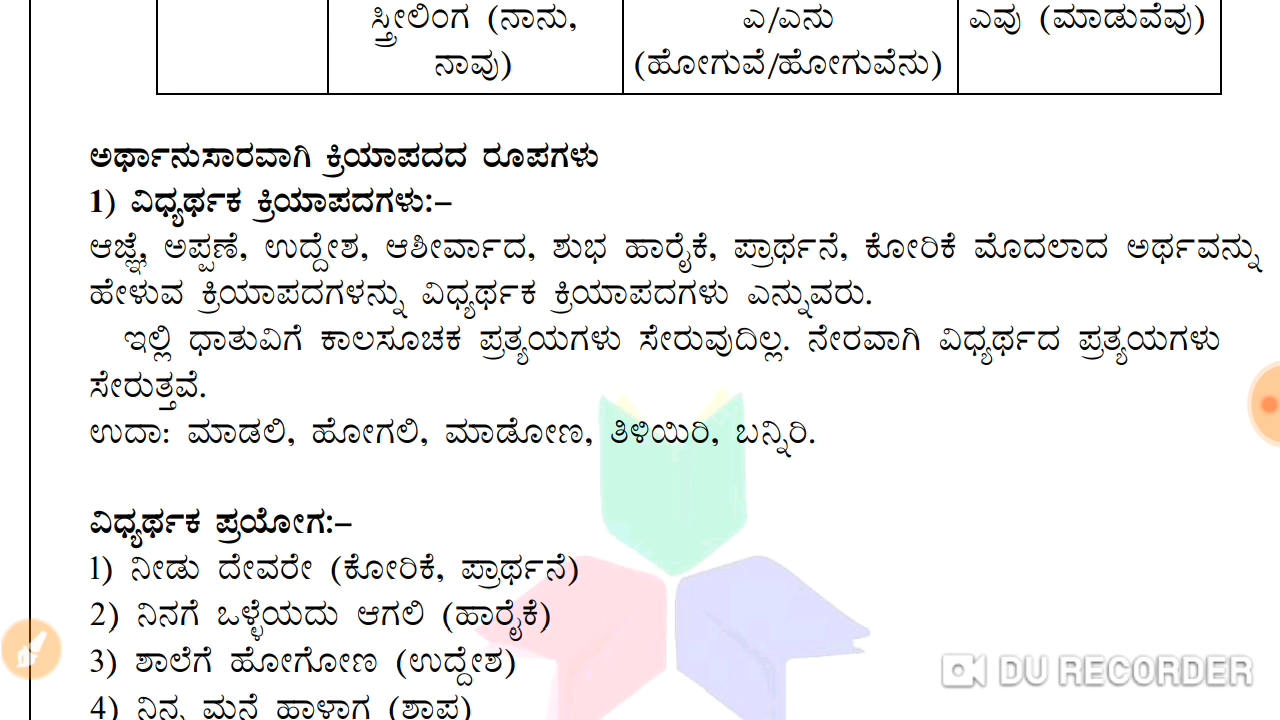 ಸ್ತ್ರೀಲಿಂಗ (ನಾನು, ಎ/ಎನು ಎವು (ಮಾಡುವೆವು)
ನಾವು) (ಹೋಗುವೆ/ಹೋಗುವೆನು)
ಅರ್ಥಾನುಸಾರವಾಗಿ ಕ್ರಿಯಾಪದದ ರೂಪಗಳು
1) ವಿಧ್ಯರ್ಥಕ ಕ್ರಿಯಾಪದಗಳು:–
ಆಜ್ಞೆ, ಅಪ್ಪಣೆ, ಉದ್ದೇಶ, ಆಶೀರ್ವಾದ, ಶುಭ ಹಾರೈಕೆ, ಪ್ರಾರ್ಥನೆ, ಕೋರಿಕೆ ಮೊದಲಾದ ಅರ್ಥವನ್ನು
ಹೇಳುವ ಕ್ರಿಯಾಪದಗಳನ್ನು ವಿಧ್ಯರ್ಥಕ ಕ್ರಿಯಾಪದಗಳು ಎನ್ನುವರು.
ಇಲ್ಲಿ ಧಾತುವಿಗೆ ಕಾಲಸೂಚಕ ಪ್ರತ್ಯಯಗಳು ಸೇರುವುದಿಲ್ಲ. ನೇರವಾಗಿ ವಿಧ್ಯರ್ಥದ ಪ್ರತ್ಯಯಗಳು
ಸೇರುತ್ತವೆ.
ಉದಾ: ಮಾಡಲಿ, ಹೋಗಲಿ, ಮಾಡೋಣ, ತಿಳಿಯಿರಿ, ಬನ್ನಿರಿ.
ವಿಧ್ಯರ್ಥಕ ಪ್ರಯೋಗ:–
1) ನೀಡು ದೇವರೇ (ಕೋರಿಕೆ, ಪ್ರಾರ್ಥನೆ)
2) ನಿನಗೆ ಒಳ್ಳೆಯದು ಆಗಲಿ (ಹಾರೈಕೆ)
3) ಶಾಲೆಗೆ ಹೋಗೋಣ (ಉದ್ದೇಶ)
4) ನಿನ್ನ ಮನೆ ಹಾಳಾಗ (ಶಾಪ)
DU RECORDER